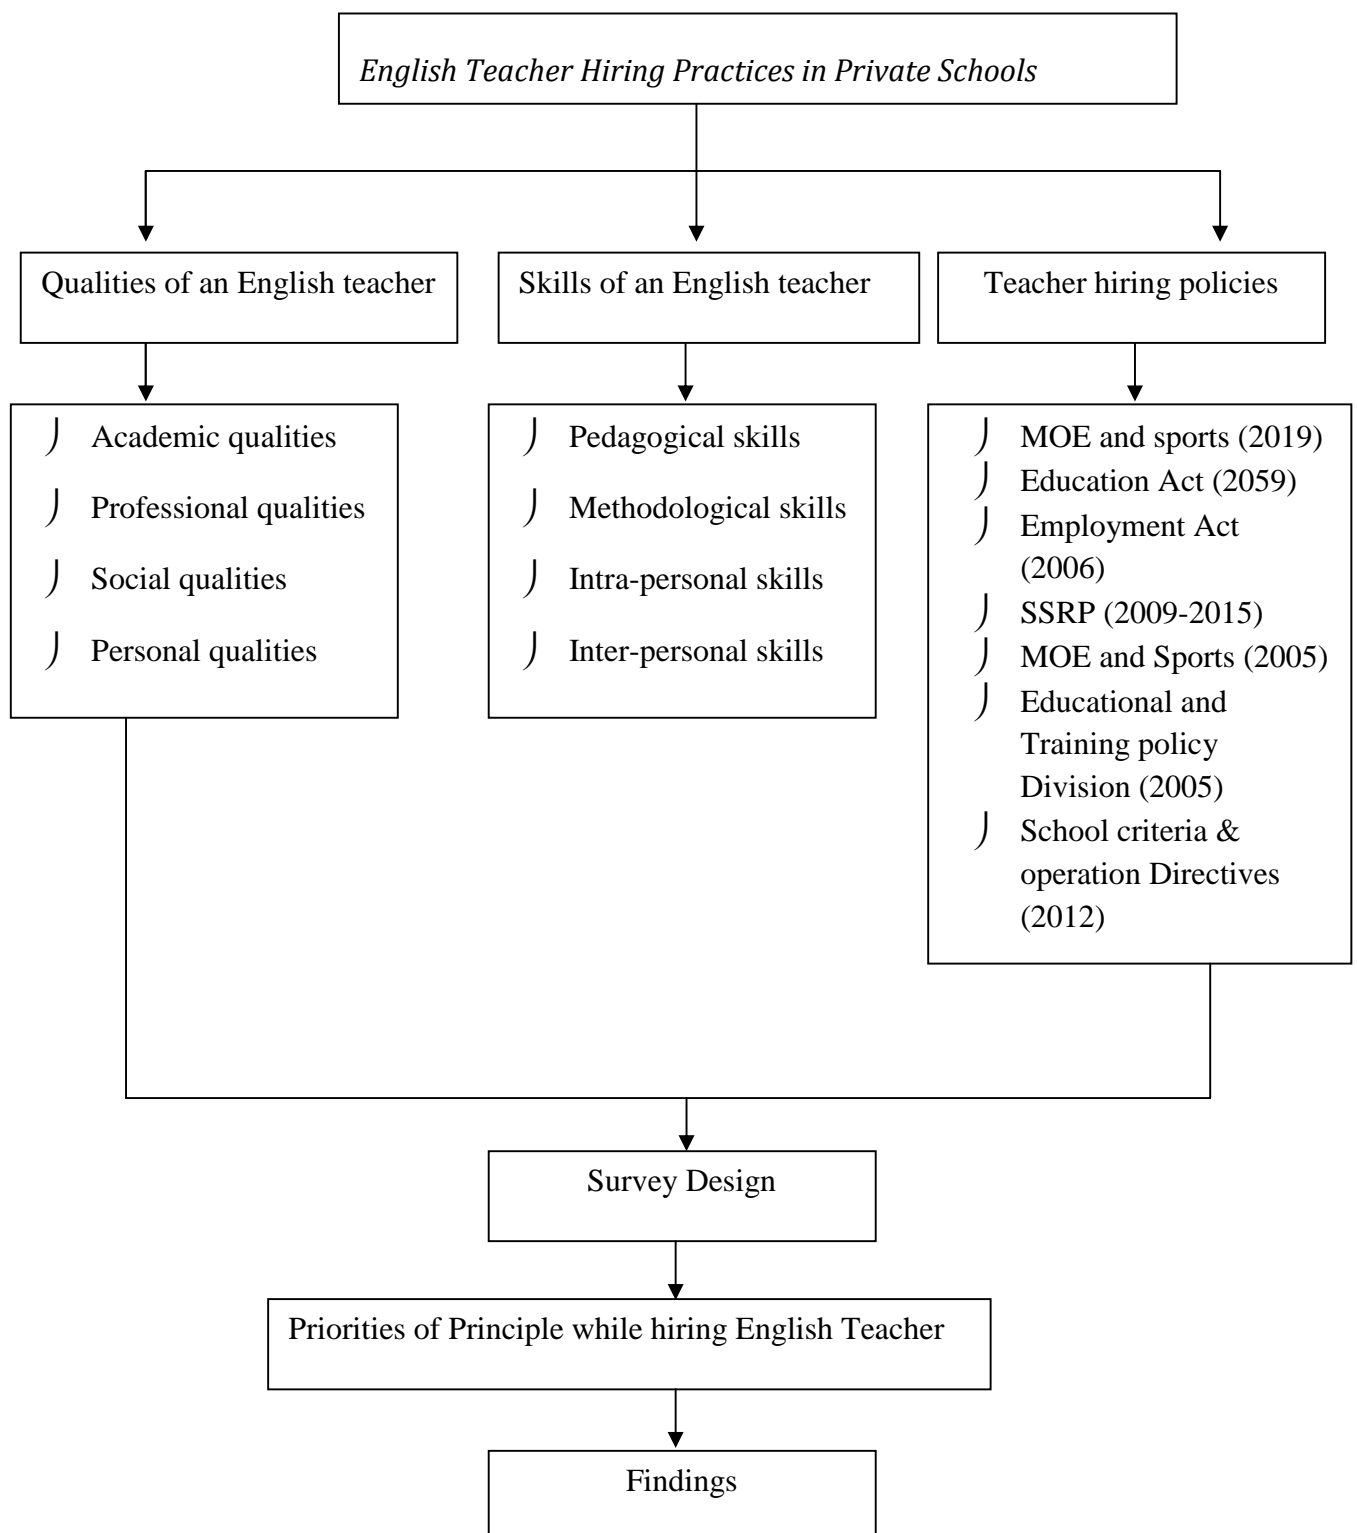 English Teacher Hiring Practices in Private Schools
Qualities of an English teacher
Skills of an English teacher
Teacher hiring policies
Academic qualities
Professional qualities
Social qualities
Personal qualities
Pedagogical skills
Methodological skills
Intra-personal skills
Inter-personal skills
MOE and sports (2019)
Education Act (2059)
Employment Act
(2006)
SSRP (2009-2015)
MOE and Sports (2005)
Educational and
Training policy
Division (2005)
School criteria &
operation Directives
(2012)
Survey Design
Priorities of Principle while hiring English Teacher
Findings